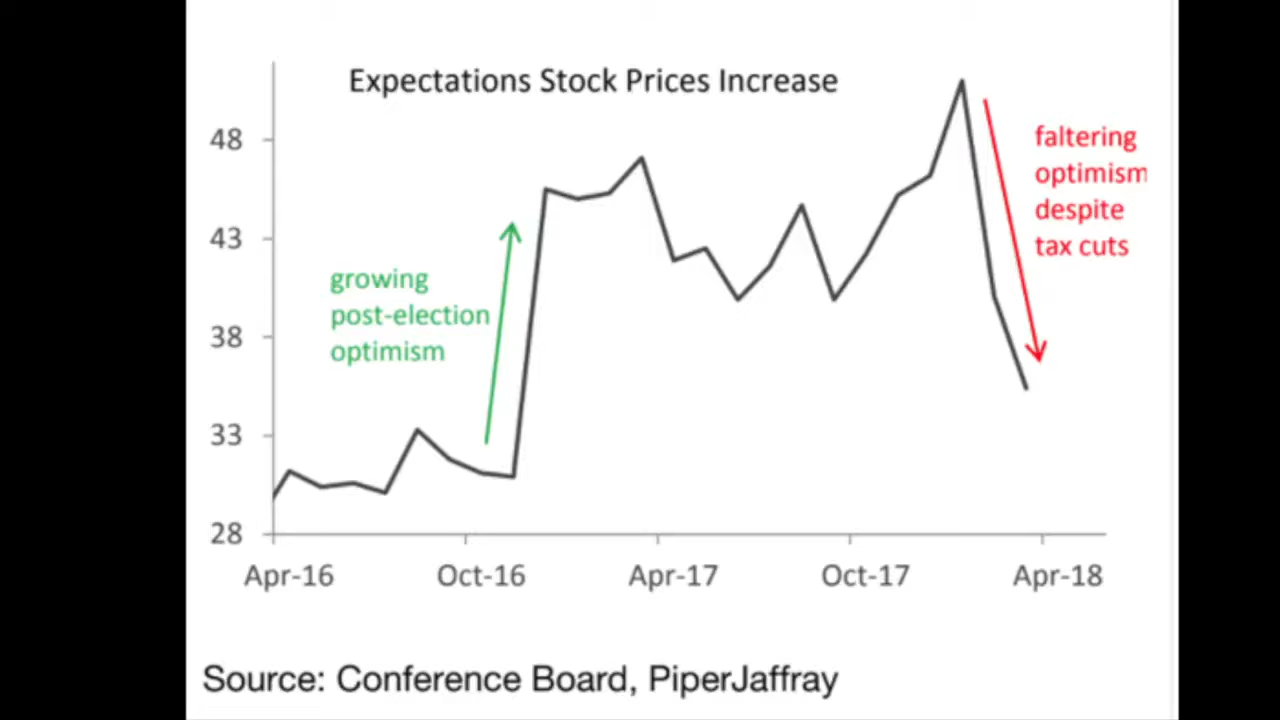 Expectations Stock Prices Increase
48
43
38
33
28
growing
post-election
optimism
faltering
optimism
despite
tax cuts
Apr-16 Oct-16 Apr-17 Oct-17 Apr-18
Source: Conference Board, PiperJaffray